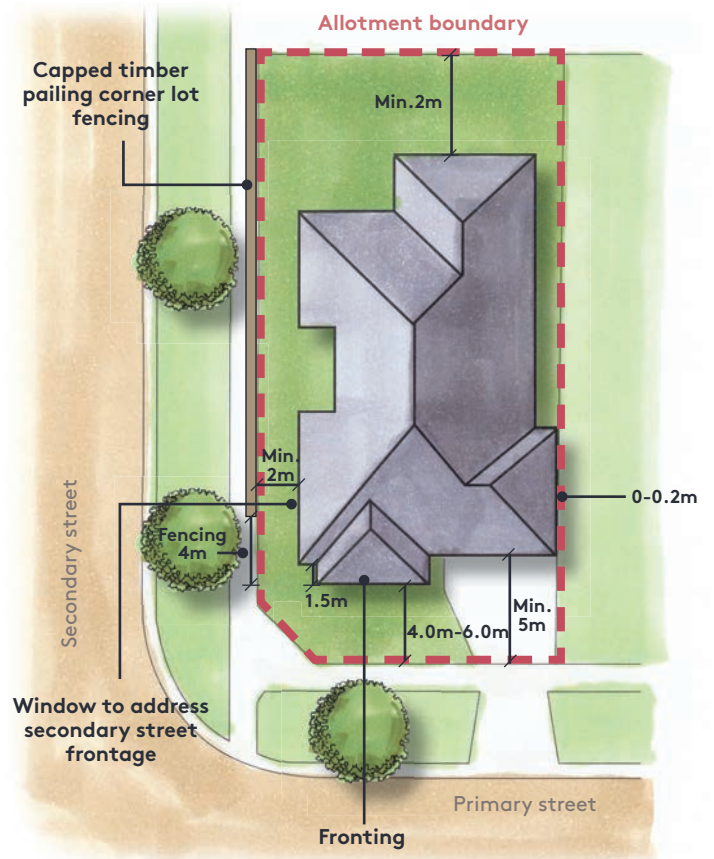 Allotment boundary
Capped timber
pailing corner lot
fencing
Min.2m
Min.
2m
0-0.2m
Secondary street
Fencing
4m
1.5m
4.0m-6.0m
Min.
5m
Window to address
secondary street
frontage
Primary street
Fronting